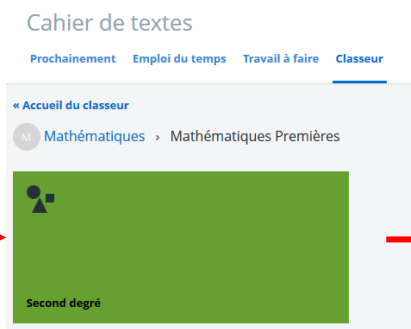 Cahier de textes
Prochainement Emploi du temps Travail à faire Classeur
« Accueil du classeur
M Mathématiques › Mathématiques Premières
Second degré